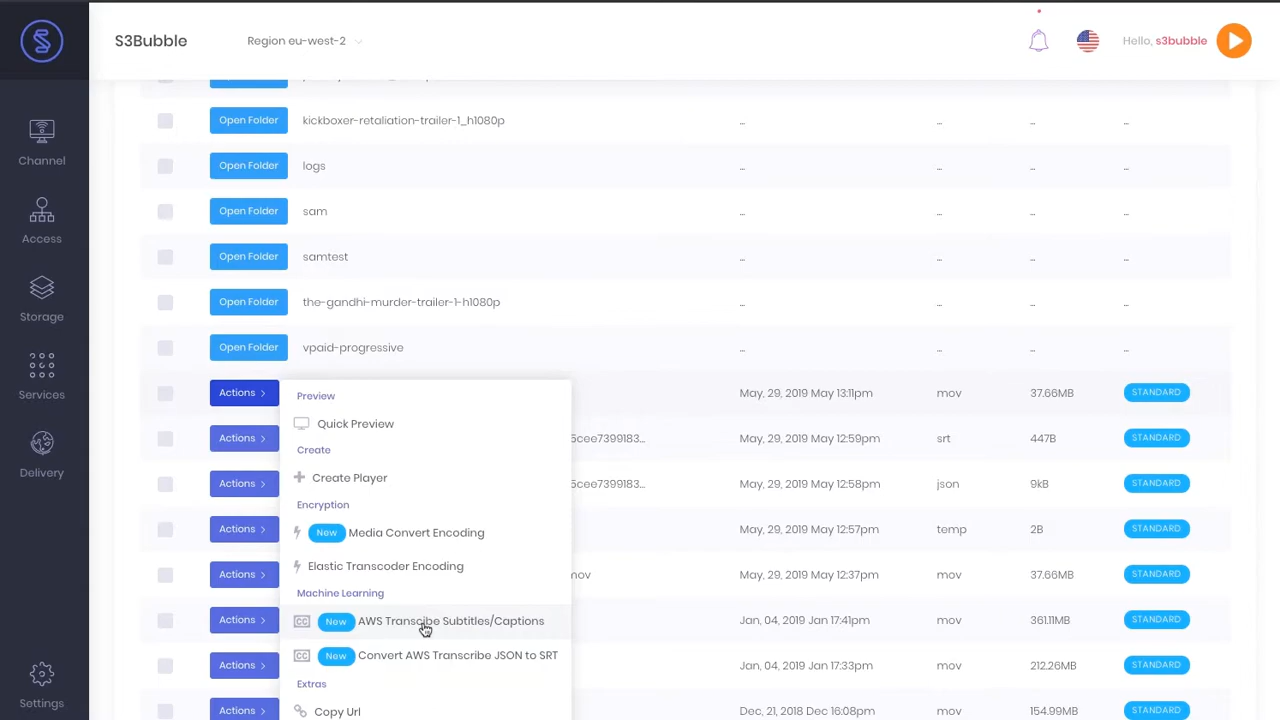 S3Bubble
Region eu-west-2
Hello, s3bubble
Channel
Access
Storage
Services
Delivery
Settings
Open Folder kickboxer-retaliation-trailer-1_h1080p ... ... ... ...
Open Folder logs ... ... ... ...
Open Folder sam ... ... ... ...
Open Folder samtest ... ... ... ...
Open Folder the-gandhi-murder-trailer-1-h1080p ... ... ... ...
Open Folder vpaid-progressive ... ... ... ...
Actions > May, 29, 2019 May 13:11pm mov 37.66MB STANDARD
Actions > 5cee7399183... May, 29, 2019 May 12:59pm srt 447B STANDARD
Actions > 5cee7399183... May, 29, 2019 May 12:58pm json 9kB STANDARD
Actions > May, 29, 2019 May 12:57pm temp 2B STANDARD
Actions > mov May, 29, 2019 May 12:37pm mov 37.66MB STANDARD
Actions > Jan, 04, 2019 Jan 17:41pm mov 361.11MB STANDARD
Actions > Jan, 04, 2019 Jan 17:33pm mov 212.26MB STANDARD
Actions > Dec, 21, 2018 Dec 16:08pm mov 154.99MB STANDARD
Preview
Quick Preview
Create
Create Player
Encryption
New Media Convert Encoding
Elastic Transcoder Encoding
Machine Learning
CC New AWS Transcibe Subtitles/Captions
CC New Convert AWS Transcribe JSON to SRT
Extras
Copy Url